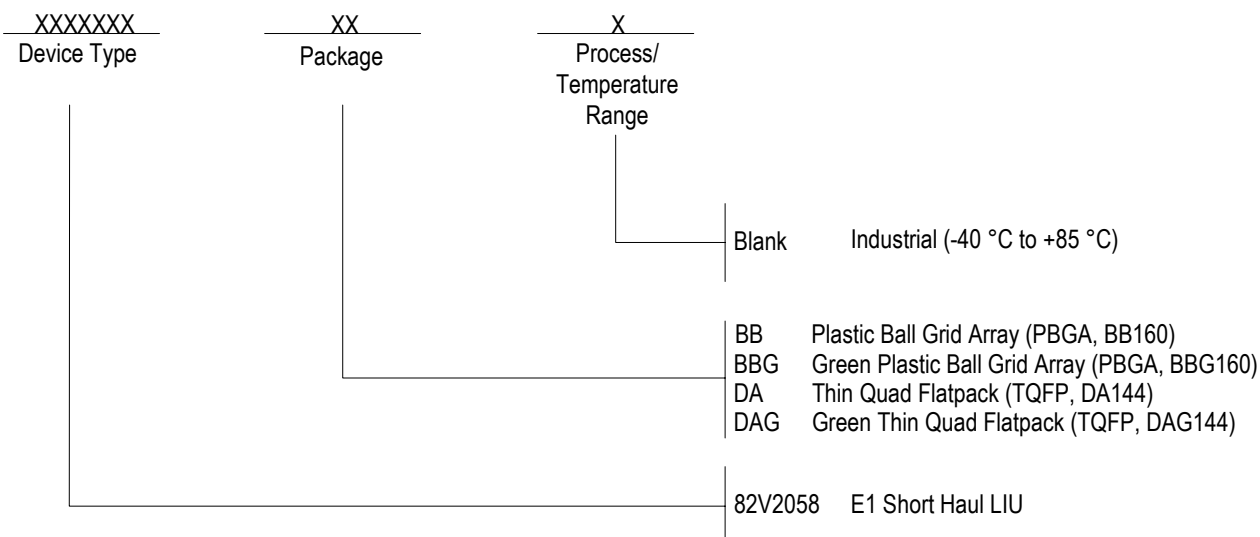 XXXXXXX XX X
Device Type Package Process/
Temperature
Range
Blank Industrial (-40 °C to +85 °C)
BB Plastic Ball Grid Array (PBGA, BB160)
BBG Green Plastic Ball Grid Array (PBGA, BBG160)
DA Thin Quad Flatpack (TQFP, DA144)
DAG Green Thin Quad Flatpack (TQFP, DAG144)
82V2058 E1 Short Haul LIU